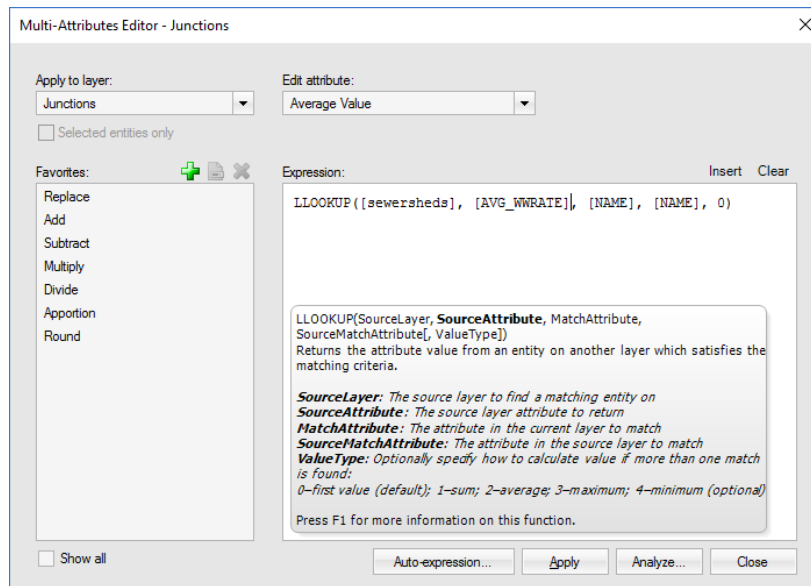 Multi-Attributes Editor - Junctions
Apply to layer:
Edit attribute:
Junctions
Average Value
Selected entities only
Favorites:
Expression:
Insert
Clear
Replace
Add
Subtract
Multiply
Divide
Apportion
Round
LLOOKUP([sewersheds], [AVG_WWRATE], [NAME], [NAME], 0)
LLOOKUP(SourceLayer, SourceAttribute, MatchAttribute,
SourceMatchAttribute[, ValueType])
Returns the attribute value from an entity on another layer which satisfies the
matching criteria.
SourceLayer: The source layer to find a matching entity on
SourceAttribute: The source layer attribute to return
MatchAttribute: The attribute in the current layer to match
SourceMatchAttribute: The attribute in the source layer to match
ValueType: Optionally specify how to calculate value if more than one match
is found:
0–first value (default); 1–sum; 2–average; 3–maximum; 4–minimum (optional)
Press F1 for more information on this function.
Show all
Auto-expression...
Apply
Analyze...
Close